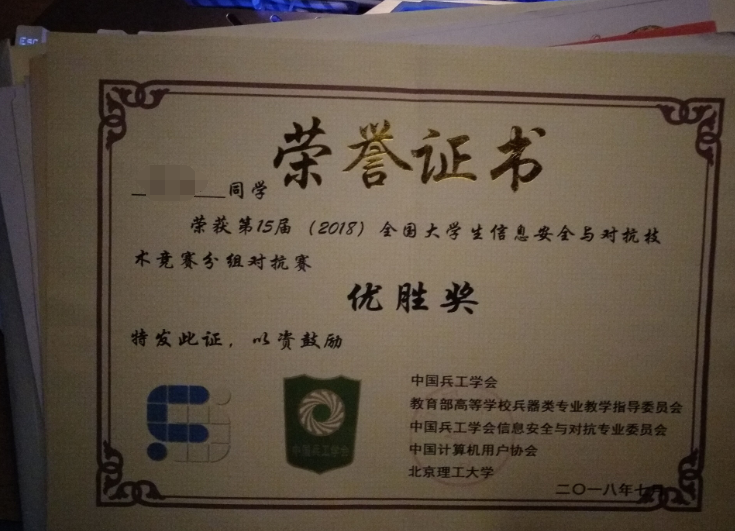 荣誉证书
同学
荣获第15届（2018）全国大学生信息安全与对抗技
术竞赛分组对抗赛
优胜奖
特发此证，以资鼓励
中国兵工学会
中国兵工学会
教育部高等学校兵器类专业教学指导委员会
中国兵工学会信息安全与对抗专业委员会
中国计算机用户协会
北京理工大学
二〇一八年七月